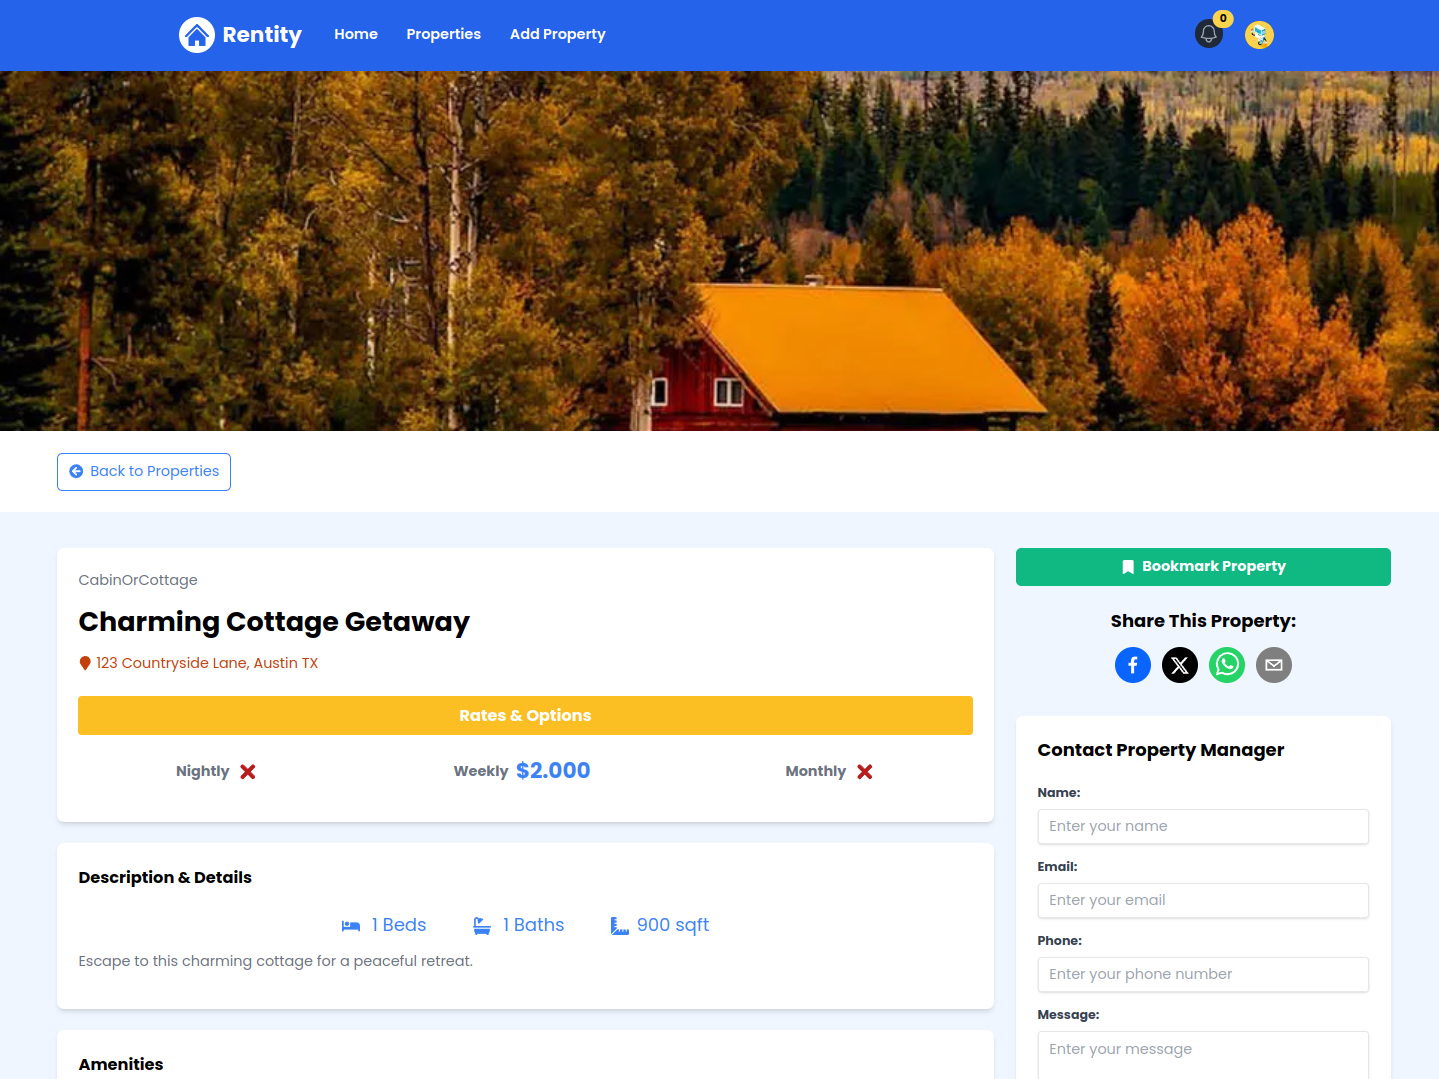 Rentity
Home
Properties
Add Property
0
Back to Properties
CabinOrCottage
Charming Cottage Getaway
123 Countryside Lane, Austin TX
Rates & Options
Nightly
Weekly $2.000
Monthly
Description & Details
1 Beds
1 Baths
900 sqft
Escape to this charming cottage for a peaceful retreat.
Amenities
Bookmark Property
Share This Property:
Contact Property Manager
Name:
Enter your name
Email:
Enter your email
Phone:
Enter your phone number
Message:
Enter your message